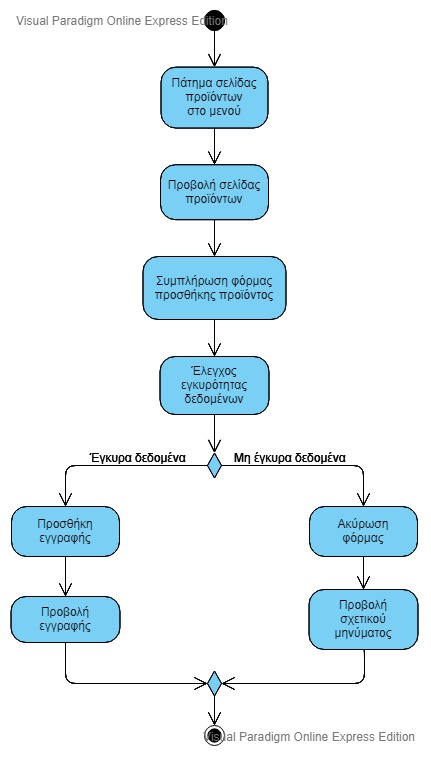 Visual Paradigm Online Express Edition
Πάτημα σελίδας
προϊόντων
στο μενού
Προβολή σελίδας
προϊόντων
Συμπλήρωση φόρμας
προσθήκης προϊόντος
Έλεγχος
εγκυρότητας
δεδομένων
Έγκυρα δεδομένα
Μη έγκυρα δεδομένα
Προσθήκη
εγγραφής
Ακύρωση
φόρμας
Προβολή
εγγραφής
Προβολή
σχετικού
μηνύματος
Visual Paradigm Online Express Edition